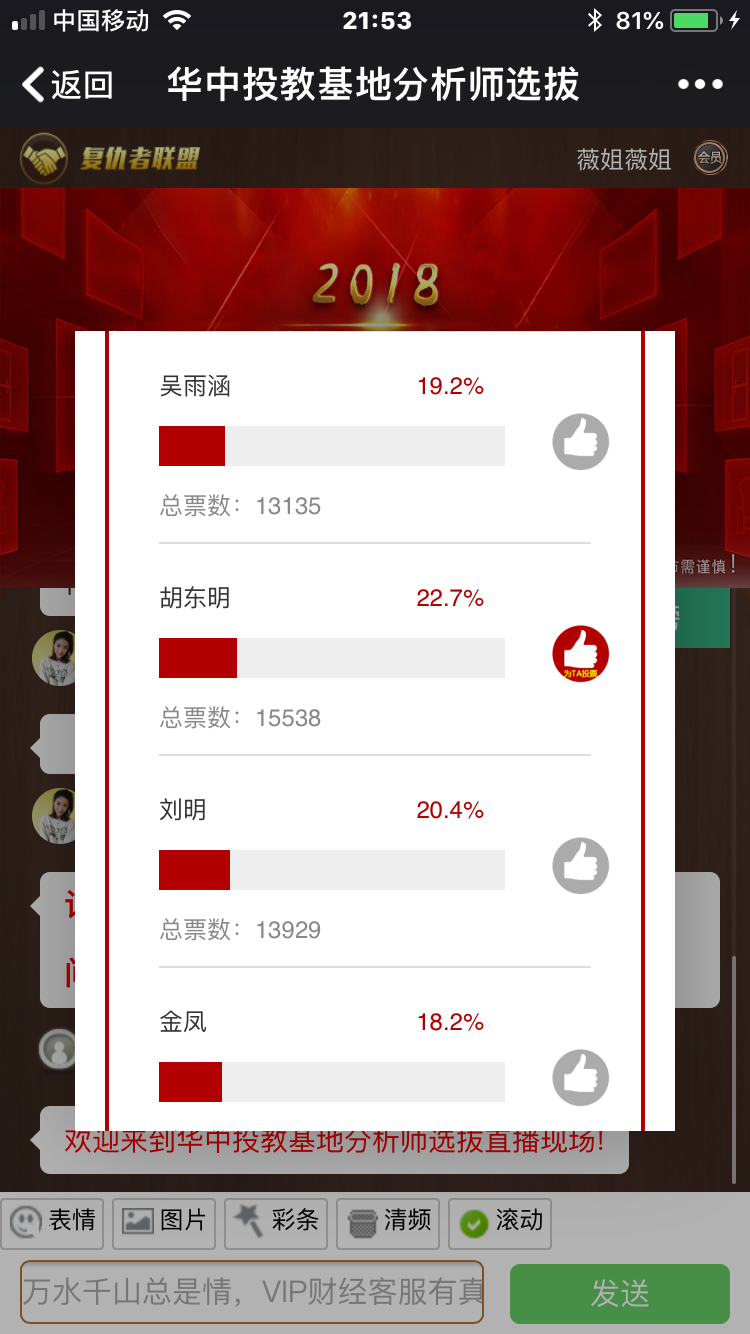 中国移动 21:53 81%
返回 华中投教基地分析师选拔
复仇者联盟 薇姐薇姐 会员
2018
吴雨涵 19.2%
总票数：13135
市需谨慎！
胡东明 22.7%
为TA投票
总票数：15538
刘明 20.4%
总票数：13929
金凤 18.2%
欢迎来到华中投教基地分析师选拔直播现场!
表情 图片 彩条 清频 滚动
万水千山总是情，VIP财经客服有真
发送